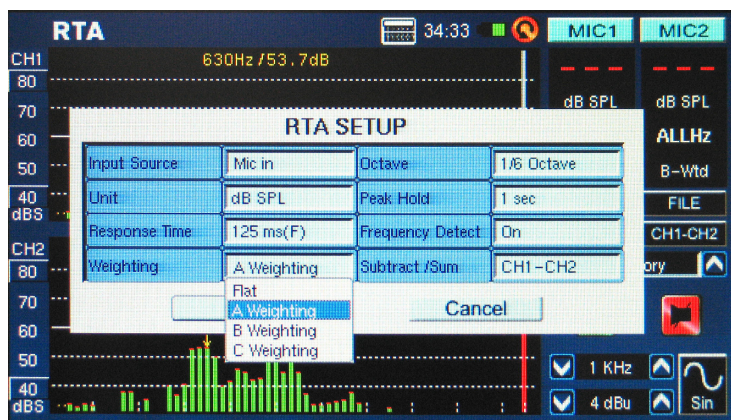 RTA
34:33
MIC1
MIC2
CH1
630Hz/53.7dB
80
70
60
50
40
dBS
dB SPL
dB SPL
ALLHz
B-Wtd
FILE
CH1-CH2
RTA SETUP
Input Source
Mic in
Octave
1/6 Octave
Unit
dB SPL
Peak Hold
1 sec
Response Time
125 ms(F)
Frequency Detect
On
Weighting
A Weighting
Subtract /Sum
CH1-CH2
Flat
A Weighting
B Weighting
C Weighting
Cancel
CH2
80
70
60
50
40
dBS
ory
1 KHz
4 dBu
Sin